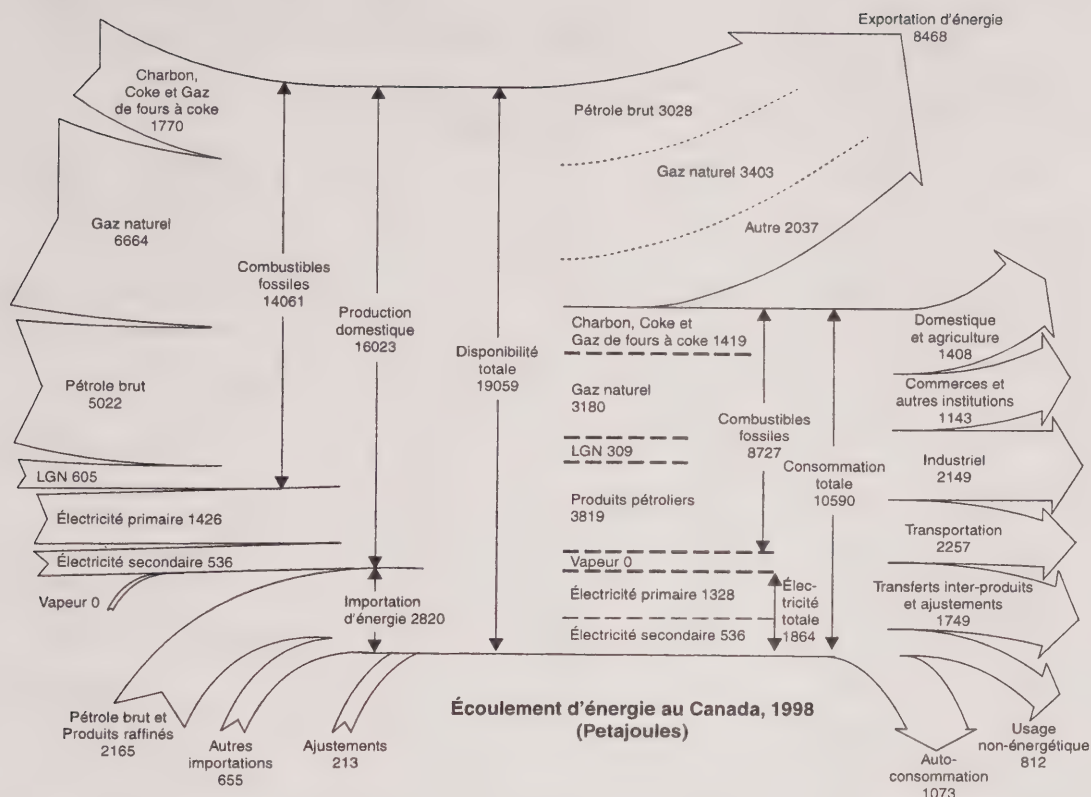 Exportation d'énergie
8468
Charbon,
Coke et Gaz
de fours à coke
1770
Pétrole brut 3028
Gaz naturel 3403
Autre 2037
Gaz naturel
6664
Combustibles
fossiles
14061
Production
domestique
16023
Disponibilité
totale
19059
Charbon, Coke et
Gaz de fours à coke 1419
Gaz naturel
3180
LGN 309
Produits pétroliers
3819
Vapeur 0
Électricité primaire 1328
Électricité secondaire 536
Combustibles
fossiles
8727
Consommation
totale
10590
Élec-
tricité
totale
1864
Domestique
et agriculture
1408
Commerces et
autres institutions
1143
Industriel
2149
Transportation
2257
Transferts inter-produits
et ajustements
1749
Pétrole brut
5022
LGN 605
Électricité primaire 1426
Électricité secondaire 536
Vapeur 0
Importation
d'énergie 2820
Pétrole brut et
Produits raffinés
2165
Autres
importations
655
Ajustements
213
Écoulement d'énergie au Canada, 1998
(Petajoules)
Usage
non-énergétique
812
Auto-
consommation
1073